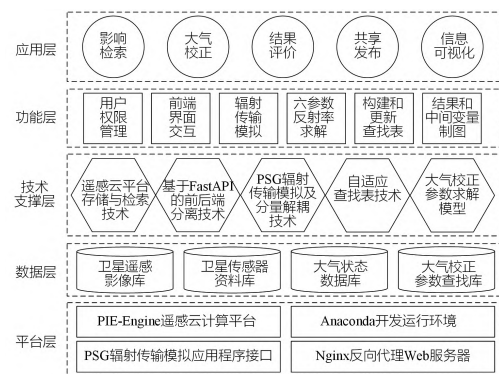 应用层
影响
检索
大气
校正
结果
评价
共享
发布
信息
可视化
功能层
用户
权限
管理
前端
界面
交互
辐射
传输
模拟
六参数
反射率
求解
构建和
更新
查找表
结果和
中间变量
制图
技术
支撑层
遥感云平台
存储与检索
技术
基于FastAPI
的前后端
分离技术
PSG辐射
传输模拟及
分量解耦
技术
自适应
查找表技术
大气校正
参数求解
模型
数据层
卫星遥感
影像库
卫星传感器
资料库
大气状态
数据库
大气校正
参数查找库
平台层
PIE-Engine遥感云计算平台
Anaconda开发运行环境
PSG辐射传输模拟应用程序接口
Nginx反向代理Web服务器